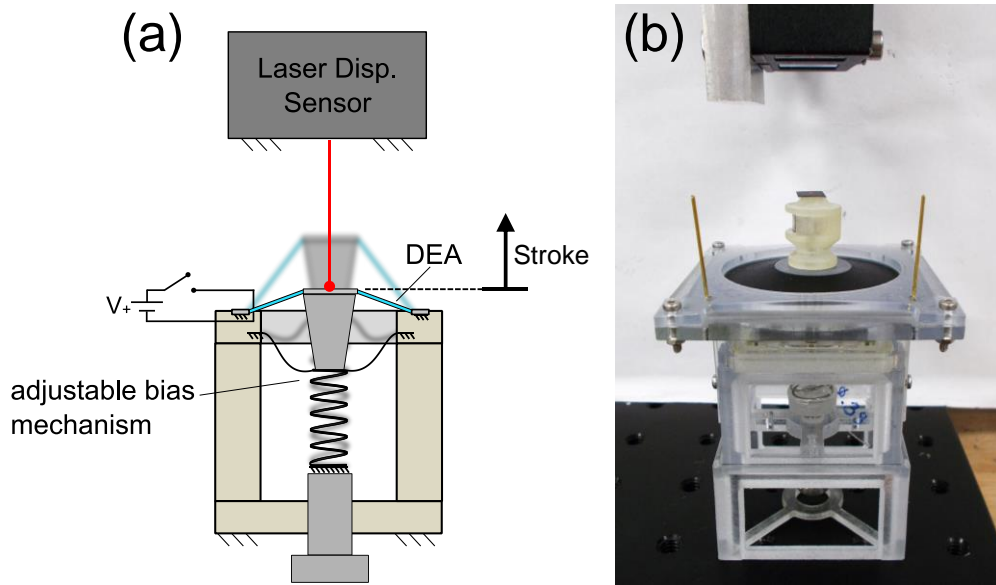 (a)
Laser Disp.
Sensor
DEA
Stroke
V+
adjustable bias
mechanism
(b)